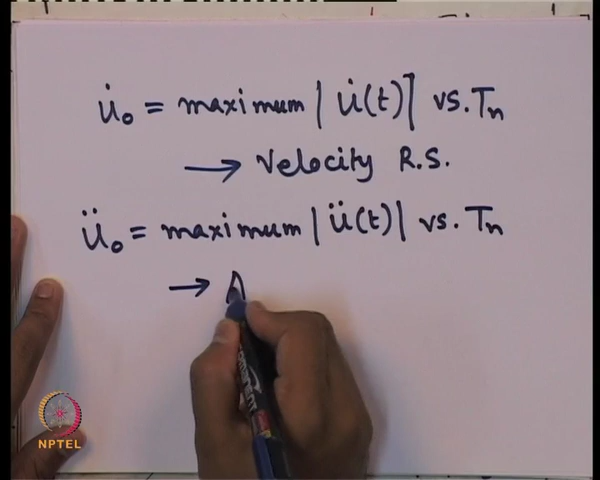 u̇₀ = maximum | u̇(t)| vs. Tₙ
→ Velocity R.S.
ü₀ = maximum |ü(t)| vs. Tₙ
→ A
NPTEL